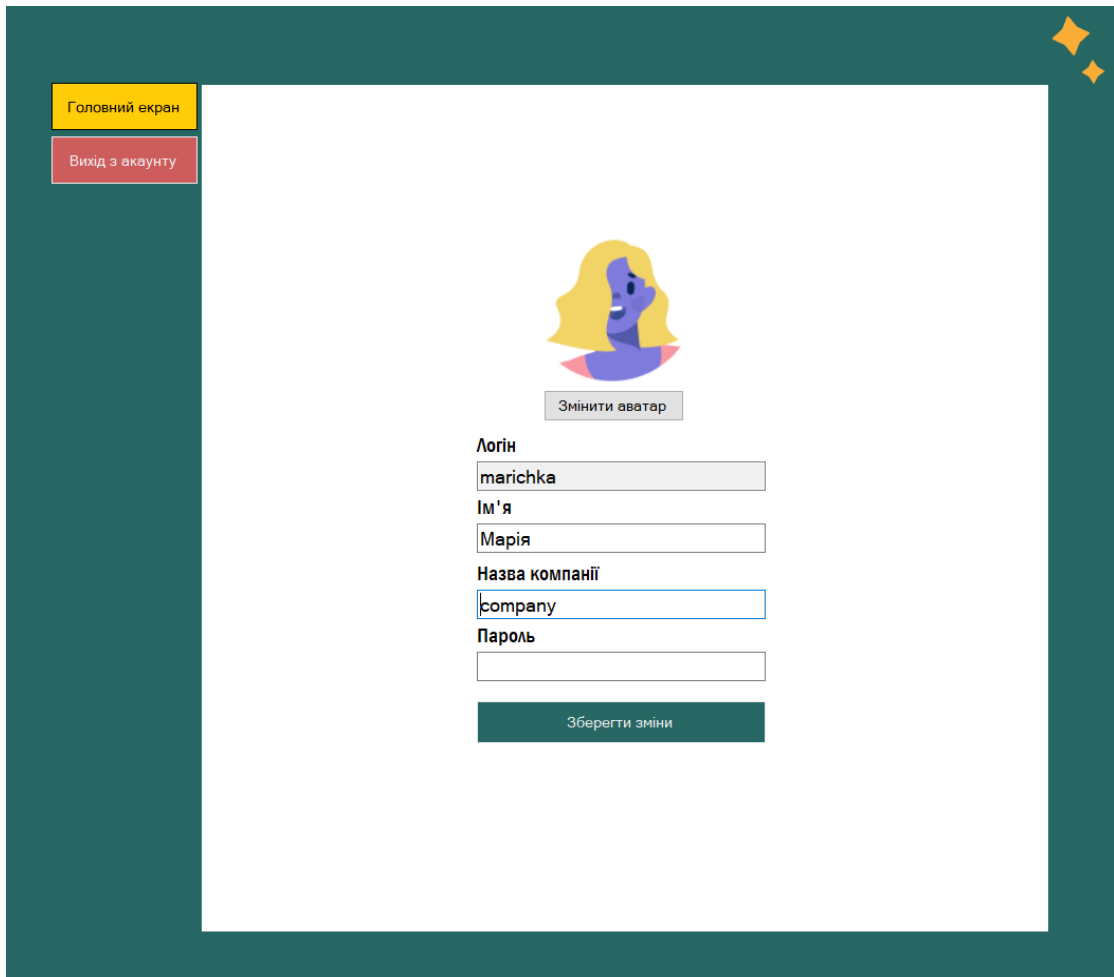 Головний екран
Вихід з акаунту
Змінити аватар
Логін
marichka
Ім'я
Марія
Назва компанії
company
Пароль
Зберегти зміни